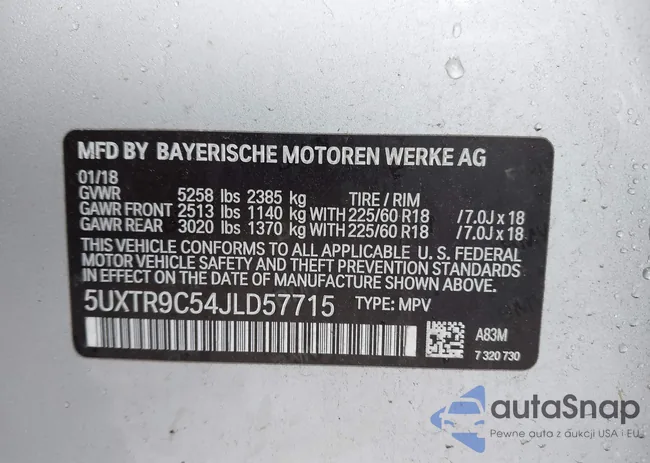 MFD BY BAYERISCHE MOTOREN WERKE AG
01/18
GVWR 5258 lbs 2385 kg TIRE / RIM
GAWR FRONT 2513 lbs 1140 kg WITH 225/60 R18 / 7.0J x 18
GAWR REAR 3020 lbs 1370 kg WITH 225/60 R18 / 7.0J x 18
THIS VEHICLE CONFORMS TO ALL APPLICABLE U. S. FEDERAL
MOTOR VEHICLE SAFETY AND THEFT PREVENTION STANDARDS
IN EFFECT ON THE DATE OF MANUFACTURE SHOWN ABOVE.
5UXTR9C54JLD57715 TYPE: MPV
A83M
7 320 730
autaSnap
Pewne auta z aukcji USA i EU